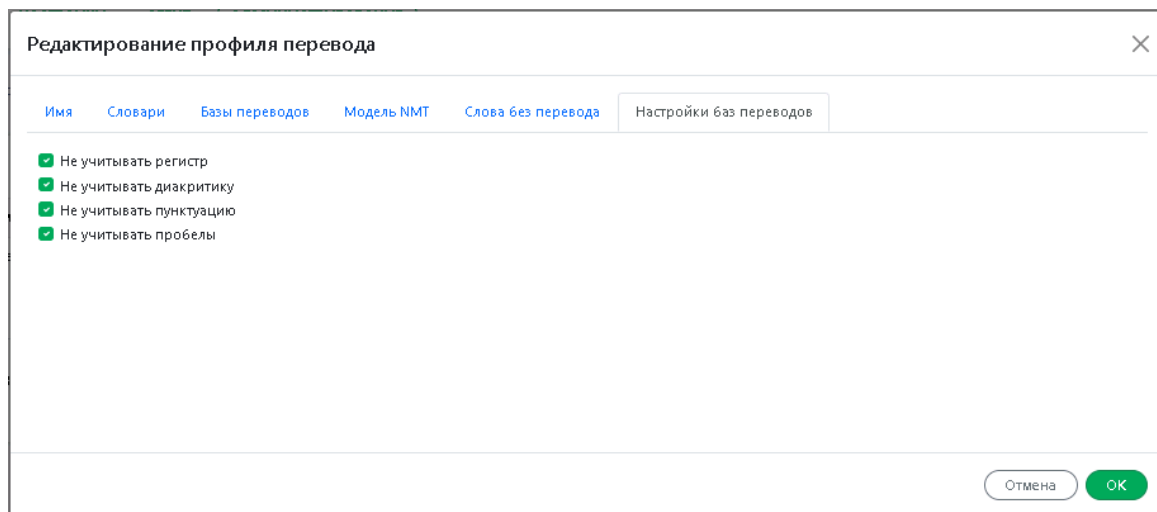 Редактирование профиля перевода
Имя Словари Базы переводов Модель NMT Слова без перевода Настройки баз переводов
Не учитывать регистр
Не учитывать диакритику
Не учитывать пунктуацию
Не учитывать пробелы
Отмена OK